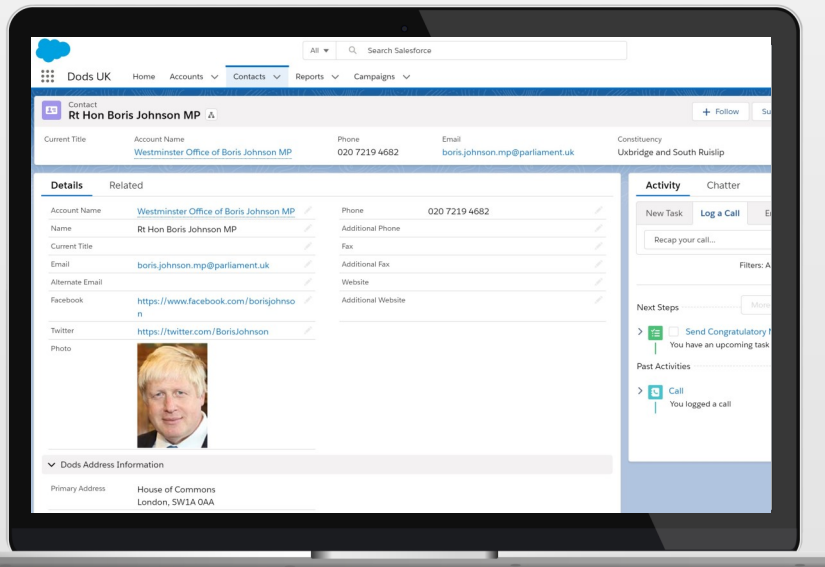 All
Search Salesforce
Dods UK
Home
Accounts
Contacts
Reports
Campaigns
Contact
Rt Hon Boris Johnson MP
+ Follow
Current Title
Account Name
Westminster Office of Boris Johnson MP
Phone
020 7219 4682
Email
boris.johnson.mp@parliament.uk
Constituency
Uxbridge and South Ruislip
Details
Related
Account Name
Westminster Office of Boris Johnson MP
Name
Rt Hon Boris Johnson MP
Current Title
Email
boris.johnson.mp@parliament.uk
Alternate Email
Facebook
https://www.facebook.com/borisjohnso
n
Twitter
https://twitter.com/BorisJohnson
Photo
Phone
020 7219 4682
Additional Phone
Fax
Additional Fax
Website
Additional Website
Dods Address Information
Primary Address
House of Commons
London, SW1A 0AA
Activity
Chatter
New Task
Log a Call
Recap your call...
Filters: A
Next Steps
More
Send Congratulatory
You have an upcoming task
Past Activities
Call
You logged a call